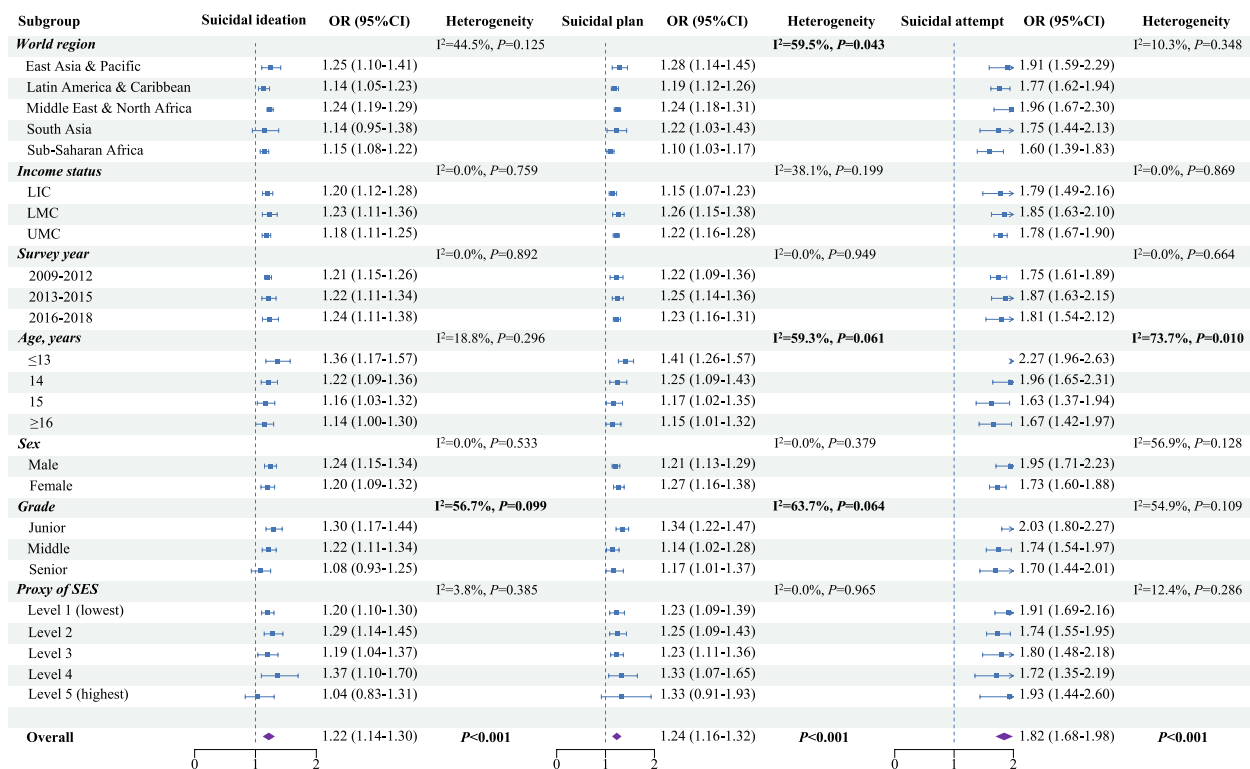 Subgroup Suicidal ideation OR (95%CI) Heterogeneity Suicidal plan OR (95%CI) Heterogeneity Suicidal attempt OR (95%CI) Heterogeneity
World region I²=44.5%, P=0.125 I²=59.5%, P=0.043 I²=10.3%, P=0.348
East Asia & Pacific 1.25 (1.10-1.41) 1.28 (1.14-1.45) 1.91 (1.59-2.29)
Latin America & Caribbean 1.14 (1.05-1.23) 1.19 (1.12-1.26) 1.77 (1.62-1.94)
Middle East & North Africa 1.24 (1.19-1.29) 1.24 (1.18-1.31) 1.96 (1.67-2.30)
South Asia 1.14 (0.95-1.38) 1.22 (1.03-1.43) 1.75 (1.44-2.13)
Sub-Saharan Africa 1.15 (1.08-1.22) 1.10 (1.03-1.17) 1.60 (1.39-1.83)
Income status I²=0.0%, P=0.759 I²=38.1%, P=0.199 I²=0.0%, P=0.869
LIC 1.20 (1.12-1.28) 1.15 (1.07-1.23) 1.79 (1.49-2.16)
LMC 1.23 (1.11-1.36) 1.26 (1.15-1.38) 1.85 (1.63-2.10)
UMC 1.18 (1.11-1.25) 1.22 (1.16-1.28) 1.78 (1.67-1.90)
Survey year I²=0.0%, P=0.892 I²=0.0%, P=0.949 I²=0.0%, P=0.664
2009-2012 1.21 (1.15-1.26) 1.22 (1.09-1.36) 1.75 (1.61-1.89)
2013-2015 1.22 (1.11-1.34) 1.25 (1.14-1.36) 1.87 (1.63-2.15)
2016-2018 1.24 (1.11-1.38) 1.23 (1.16-1.31) 1.81 (1.54-2.12)
Age, years I²=18.8%, P=0.296 I²=59.3%, P=0.061 I²=73.7%, P=0.010
≤13 1.36 (1.17-1.57) 1.41 (1.26-1.57) 2.27 (1.96-2.63)
14 1.22 (1.09-1.36) 1.25 (1.09-1.43) 1.96 (1.65-2.31)
15 1.16 (1.03-1.32) 1.17 (1.02-1.35) 1.63 (1.37-1.94)
≥16 1.14 (1.00-1.30) 1.15 (1.01-1.32) 1.67 (1.42-1.97)
Sex I²=0.0%, P=0.533 I²=0.0%, P=0.379 I²=56.9%, P=0.128
Male 1.24 (1.15-1.34) 1.21 (1.13-1.29) 1.95 (1.71-2.23)
Female 1.20 (1.09-1.32) 1.27 (1.16-1.38) 1.73 (1.60-1.88)
Grade I²=56.7%, P=0.099 I²=63.7%, P=0.064 I²=54.9%, P=0.109
Junior 1.30 (1.17-1.44) 1.34 (1.22-1.47) 2.03 (1.80-2.27)
Middle 1.22 (1.11-1.34) 1.14 (1.02-1.28) 1.74 (1.54-1.97)
Senior 1.08 (0.93-1.25) 1.17 (1.01-1.37) 1.70 (1.44-2.01)
Proxy of SES I²=3.8%, P=0.385 I²=0.0%, P=0.965 I²=12.4%, P=0.286
Level 1 (lowest) 1.20 (1.10-1.30) 1.23 (1.09-1.39) 1.91 (1.69-2.16)
Level 2 1.29 (1.14-1.45) 1.25 (1.09-1.43) 1.74 (1.55-1.95)
Level 3 1.19 (1.04-1.37) 1.23 (1.11-1.36) 1.80 (1.48-2.18)
Level 4 1.37 (1.10-1.70) 1.33 (1.07-1.65) 1.72 (1.35-2.19)
Level 5 (highest) 1.04 (0.83-1.31) 1.33 (0.91-1.93) 1.93 (1.44-2.60)
Overall 1.22 (1.14-1.30) P<0.001 1.24 (1.16-1.32) P<0.001 1.82 (1.68-1.98) P<0.001
0 1 2 0 1 2 0 1 2